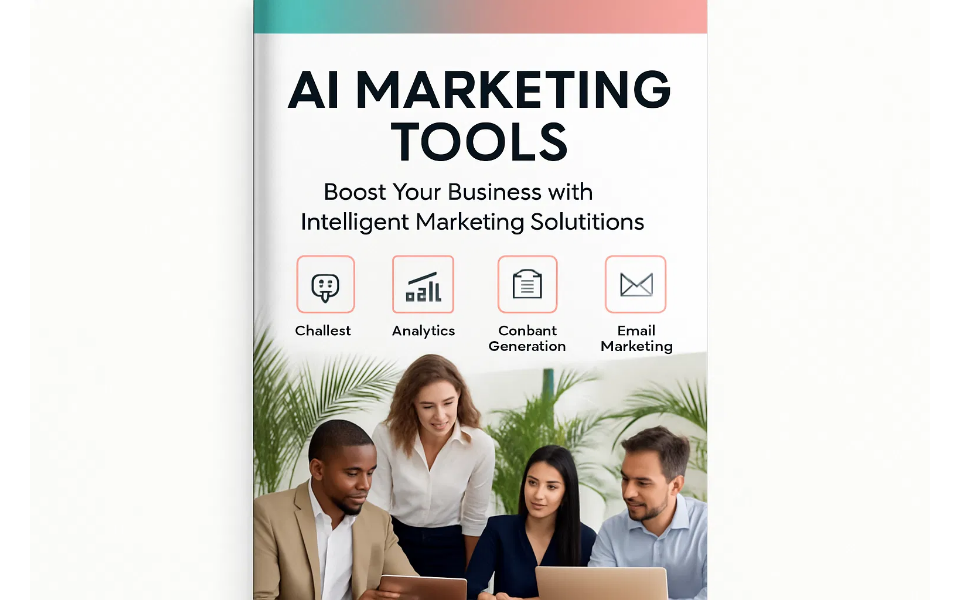 AI MARKETING
TOOLS
Boost Your Business with
Intelligent Marketing Solutitions
Challest
Analytics
Conbant
Generation
Email
Marketing